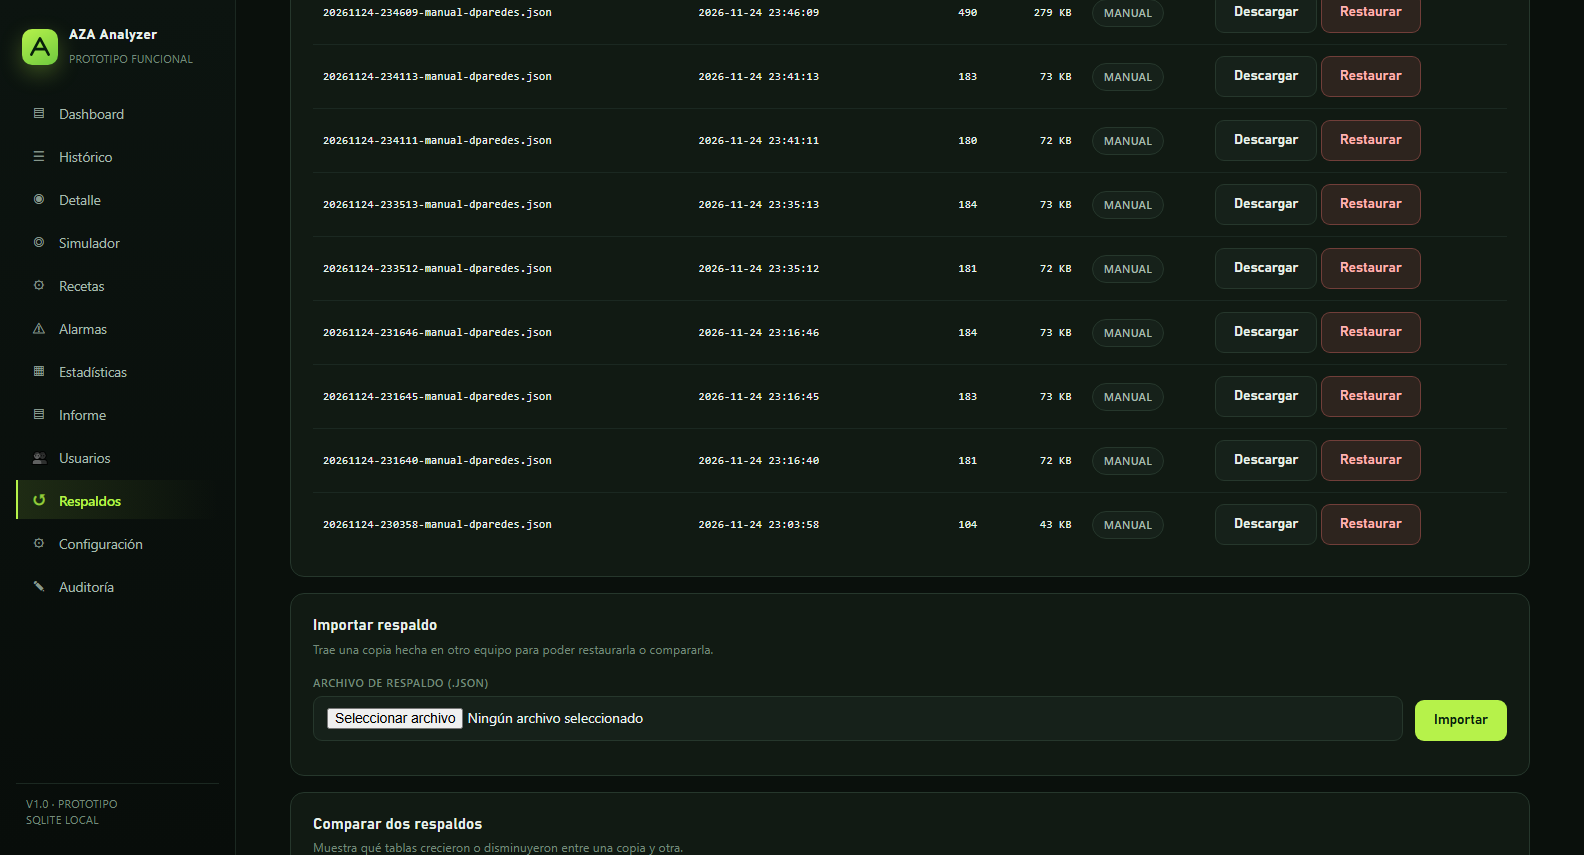 AZA Analyzer
PROTOTIPO FUNCIONAL
Dashboard
Histórico
Detalle
Simulador
Recetas
Alarmas
Estadísticas
Informe
Usuarios
Respaldos
Configuración
Auditoría
V1.0 · PROTOTIPO
SQLITE LOCAL
20261124-234609-manual-dparedes.json 2026-11-24 23:46:09 490 279 KB MANUAL Descargar Restaurar
20261124-234113-manual-dparedes.json 2026-11-24 23:41:13 183 73 KB MANUAL Descargar Restaurar
20261124-234111-manual-dparedes.json 2026-11-24 23:41:11 180 72 KB MANUAL Descargar Restaurar
20261124-233513-manual-dparedes.json 2026-11-24 23:35:13 184 73 KB MANUAL Descargar Restaurar
20261124-233512-manual-dparedes.json 2026-11-24 23:35:12 181 72 KB MANUAL Descargar Restaurar
20261124-231646-manual-dparedes.json 2026-11-24 23:16:46 184 73 KB MANUAL Descargar Restaurar
20261124-231645-manual-dparedes.json 2026-11-24 23:16:45 183 73 KB MANUAL Descargar Restaurar
20261124-231640-manual-dparedes.json 2026-11-24 23:16:40 181 72 KB MANUAL Descargar Restaurar
20261124-230358-manual-dparedes.json 2026-11-24 23:03:58 104 43 KB MANUAL Descargar Restaurar
Importar respaldo
Trae una copia hecha en otro equipo para poder restaurarla o compararla.
ARCHIVO DE RESPALDO (.JSON)
Seleccionar archivo Ningún archivo seleccionado
Importar
Comparar dos respaldos
Muestra qué tablas crecieron o disminuyeron entre una copia y otra.